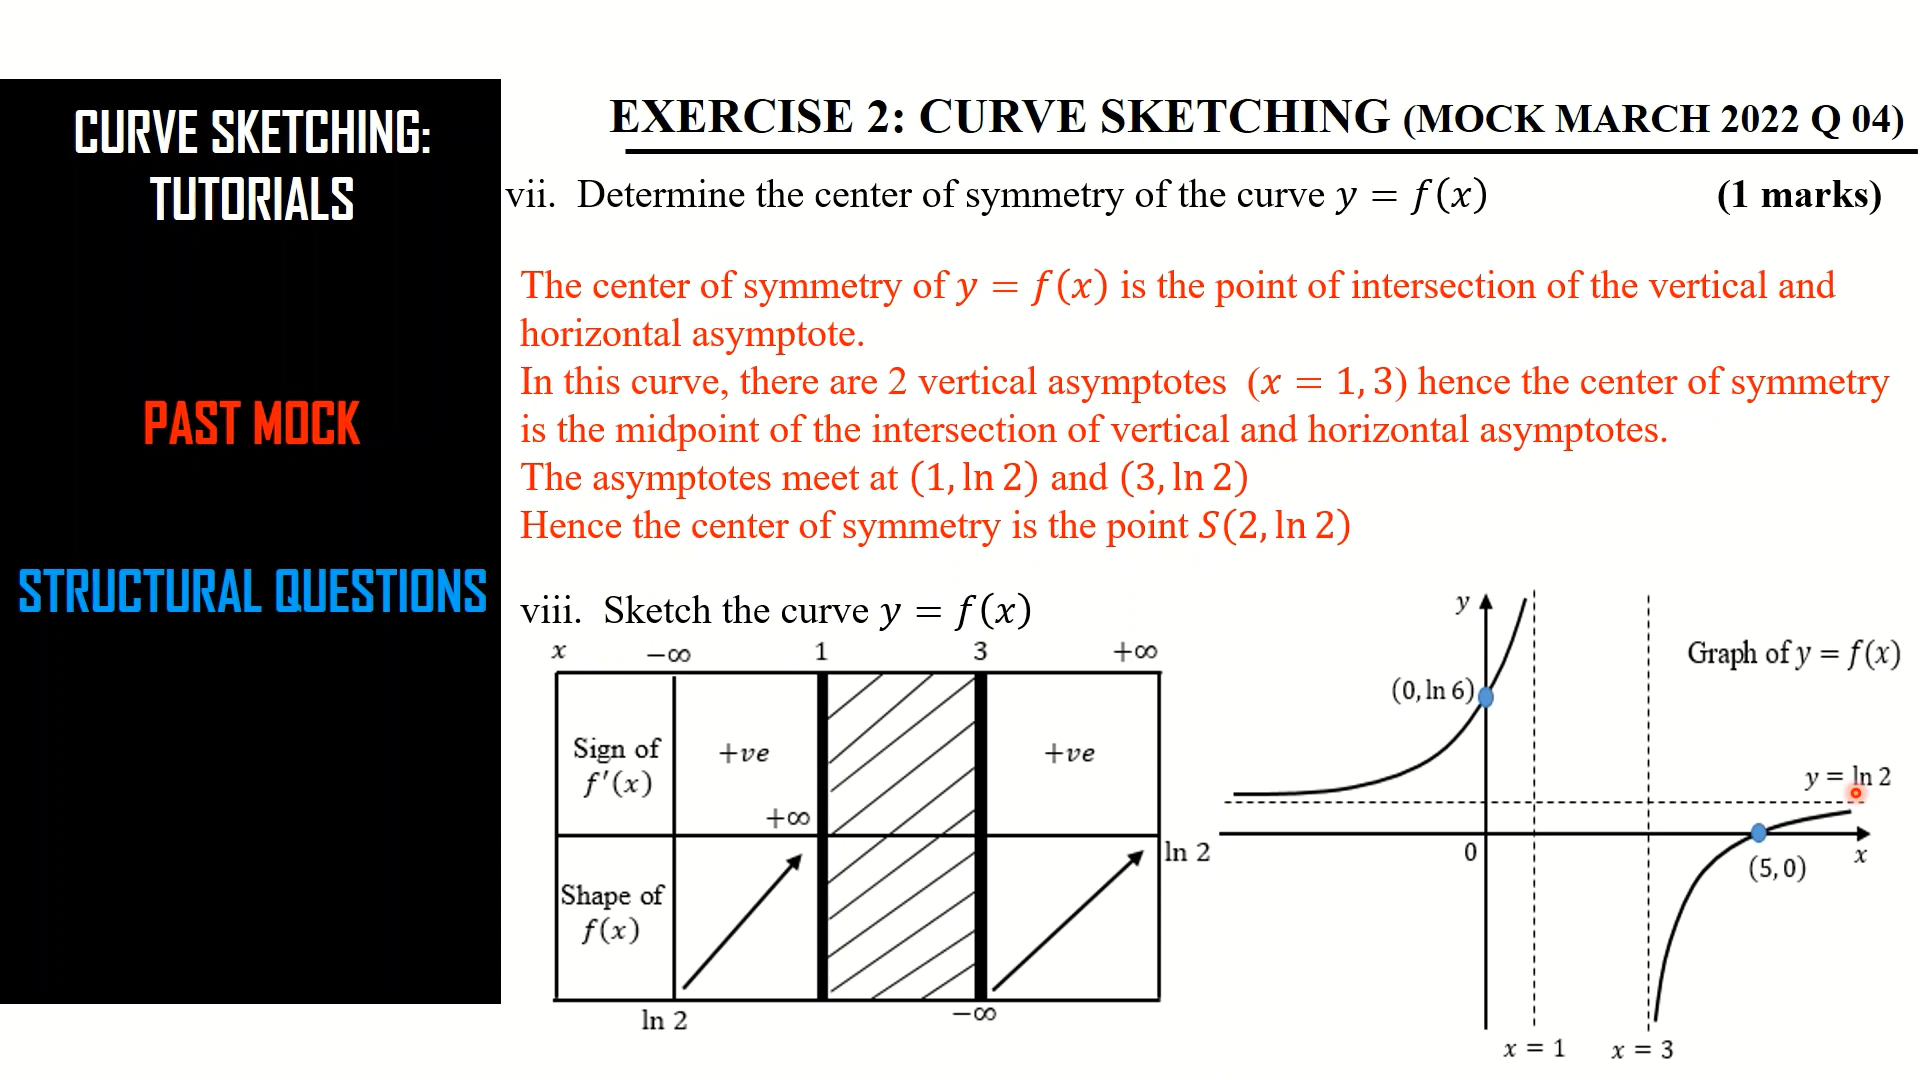 CURVE SKETCHING:
TUTORIALS
PAST MOCK
STRUCTURAL QUESTIONS
EXERCISE 2: CURVE SKETCHING (MOCK MARCH 2022 Q 04)
vii. Determine the center of symmetry of the curve y = f(x) (1 marks)
The center of symmetry of y = f(x) is the point of intersection of the vertical and
horizontal asymptote.
In this curve, there are 2 vertical asymptotes (x = 1, 3) hence the center of symmetry
is the midpoint of the intersection of vertical and horizontal asymptotes.
The asymptotes meet at (1, ln 2) and (3, ln 2)
Hence the center of symmetry is the point S(2, ln 2)
viii. Sketch the curve y = f(x)
x −∞ 1 3 +∞
Sign of
f′(x)
+ve
+ve
+∞
Shape of
f(x)
ln 2
ln 2
−∞
y
Graph of y = f(x)
(0, ln 6)
y = ln 2
0
(5, 0)
x
x = 1
x = 3